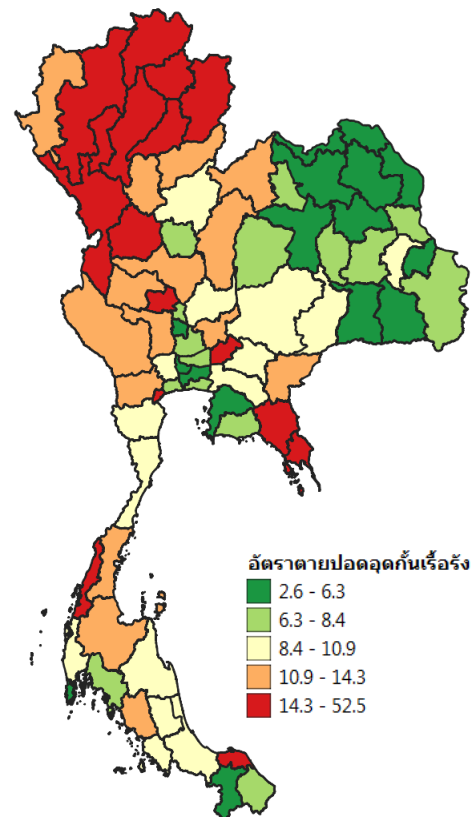 อัตราตายปอดอุดกั้นเรื้อรัง
2.6 - 6.3
6.3 - 8.4
8.4 - 10.9
10.9 - 14.3
14.3 - 52.5